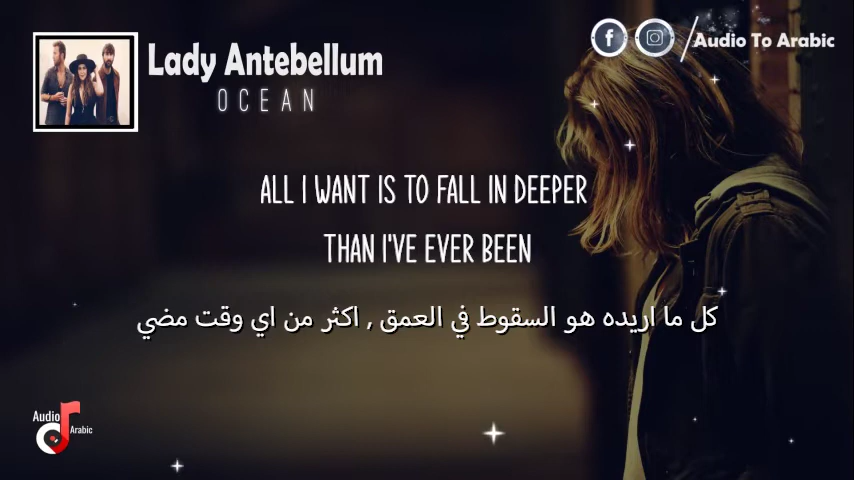 Lady Antebellum
OCEAN
Audio To Arabic
ALL I WANT IS TO FALL IN DEEPER
THAN I'VE EVER BEEN
كل ما اريده هو السقوط في العمق , اكثر من اي وقت مضي
Audio
Arabic